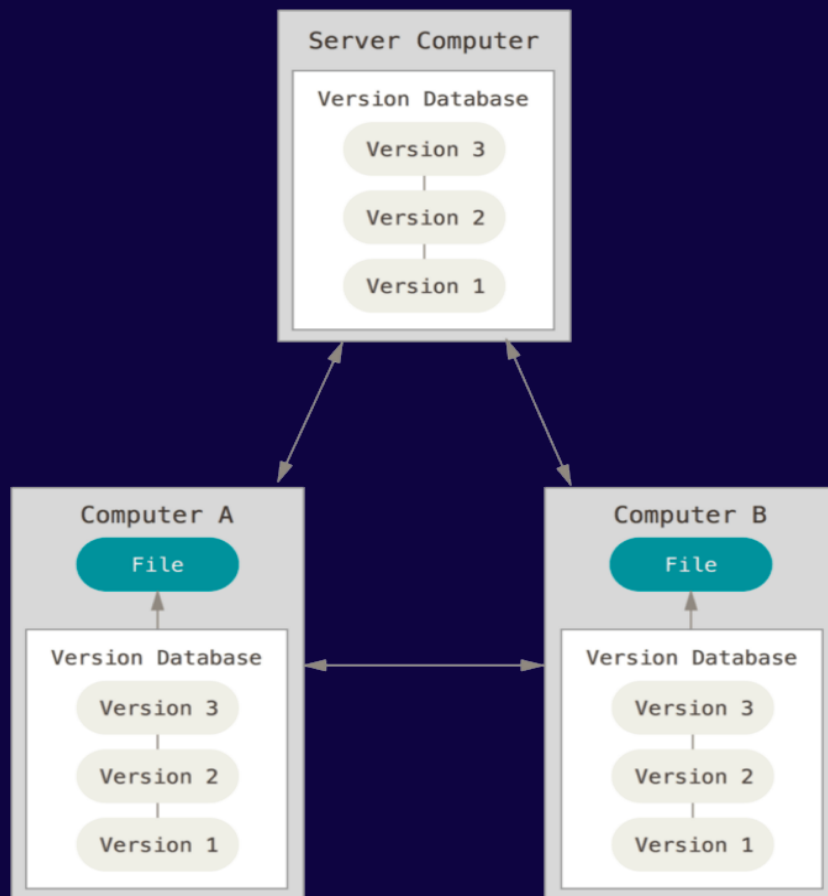 Server Computer
Version Database
Version 3
Version 2
Version 1
Computer A
File
Version Database
Version 3
Version 2
Version 1
Computer B
File
Version Database
Version 3
Version 2
Version 1